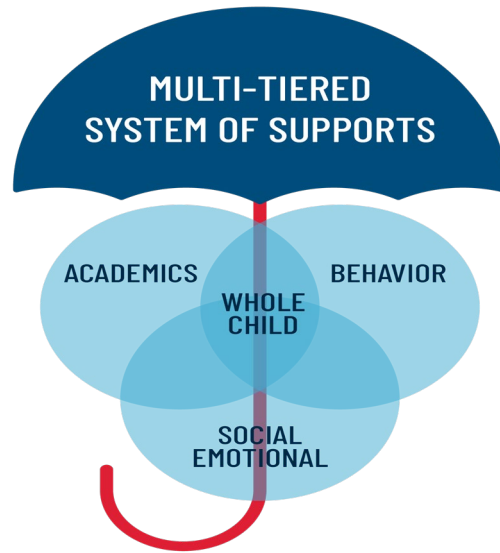 MULTI-TIERED
SYSTEM OF SUPPORTS
ACADEMICS
BEHAVIOR
WHOLE
CHILD
SOCIAL
EMOTIONAL